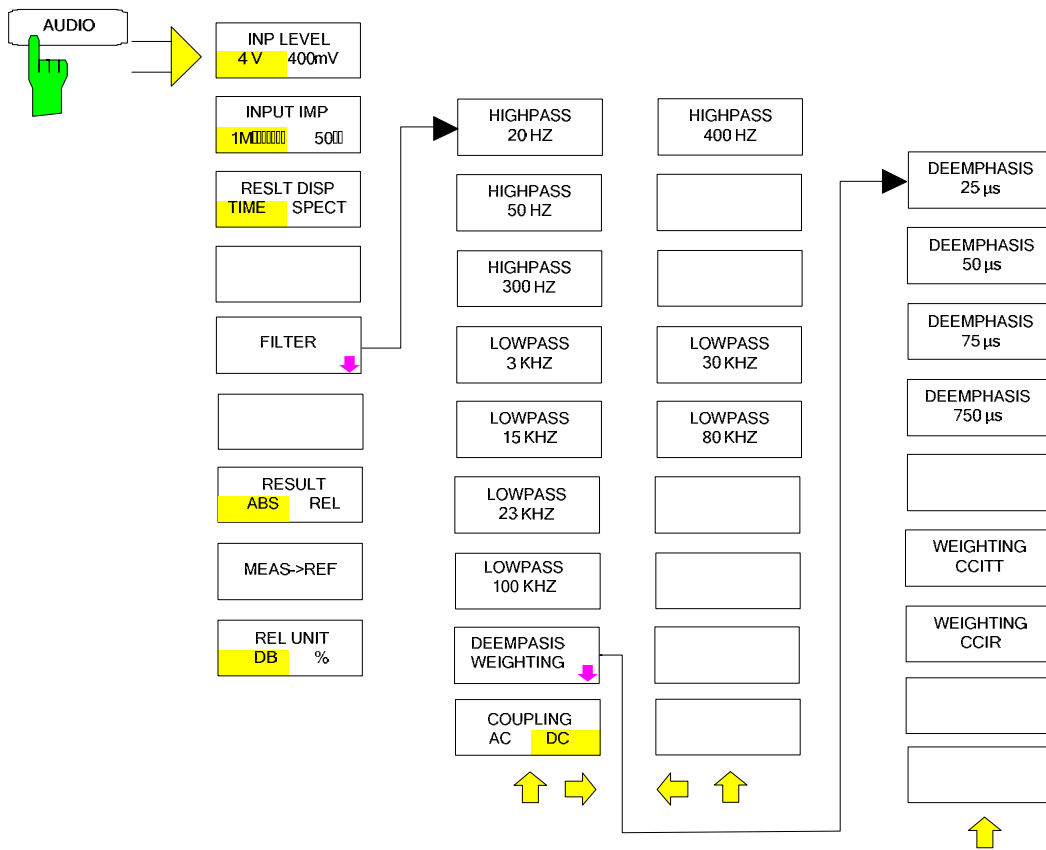 AUDIO
INP LEVEL
4 V 400mV
INPUT IMP
1M▯▯▯▯▯▯▯ 50▯▯
RESLT DISP
TIME SPECT
FILTER
RESULT
ABS REL
MEAS->REF
REL UNIT
DB %
HIGHPASS
20 HZ
HIGHPASS
50 HZ
HIGHPASS
300 HZ
LOWPASS
3 KHZ
LOWPASS
15 KHZ
LOWPASS
23 KHZ
LOWPASS
100 KHZ
DEEMPASIS
WEIGHTING
COUPLING
AC DC
HIGHPASS
400 HZ
LOWPASS
30 KHZ
LOWPASS
80 KHZ
DEEMPHASIS
25 µs
DEEMPHASIS
50 µs
DEEMPHASIS
75 µs
DEEMPHASIS
750 µs
WEIGHTING
CCITT
WEIGHTING
CCIR